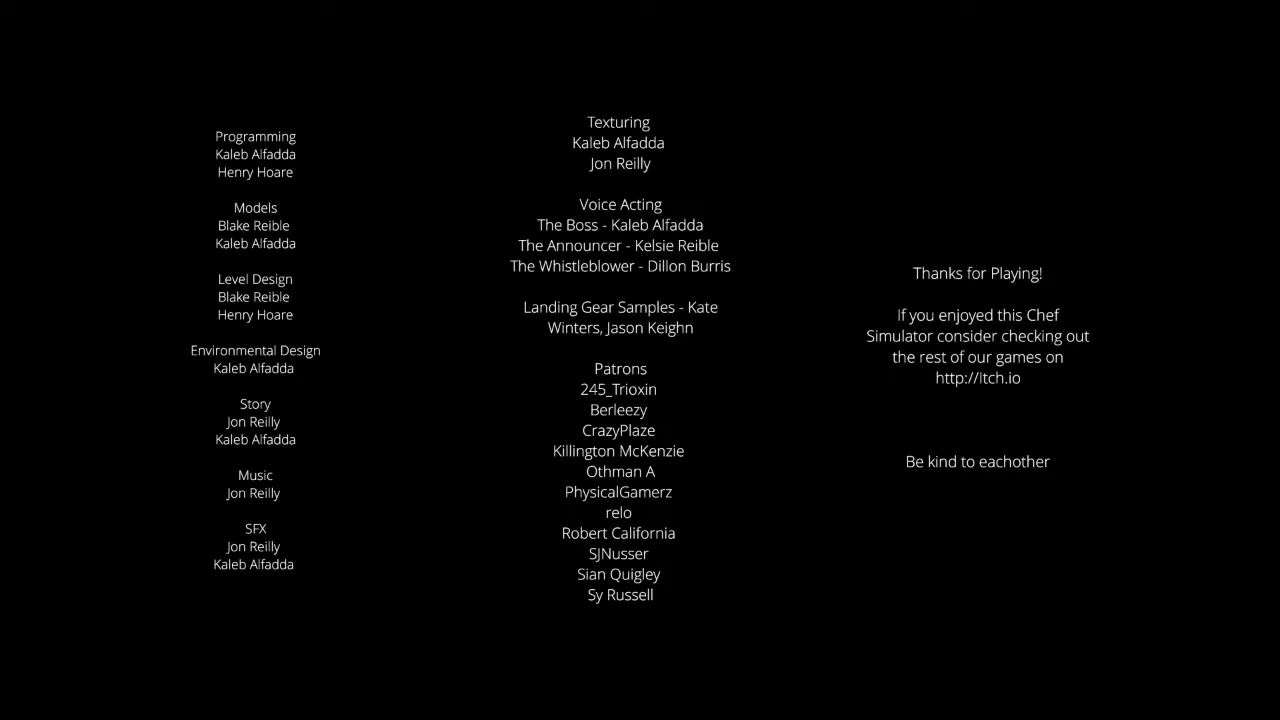 Programming
Kaleb Alfadda
Henry Hoare
Models
Blake Reible
Kaleb Alfadda
Level Design
Blake Reible
Henry Hoare
Environmental Design
Kaleb Alfadda
Story
Jon Reilly
Kaleb Alfadda
Music
Jon Reilly
SFX
Jon Reilly
Kaleb Alfadda
Texturing
Kaleb Alfadda
Jon Reilly
Voice Acting
The Boss - Kaleb Alfadda
The Announcer - Kelsie Reible
The Whistleblower - Dillon Burris
Landing Gear Samples - Kate
Winters, Jason Keighn
Patrons
245_Trioxin
Berleezy
CrazyPlaze
Killington McKenzie
Othman A
PhysicalGamerz
relo
Robert California
SJNusser
Sian Quigley
Sy Russell
Thanks for Playing!
If you enjoyed this Chef
Simulator consider checking out
the rest of our games on
http://Itch.io
Be kind to eachother